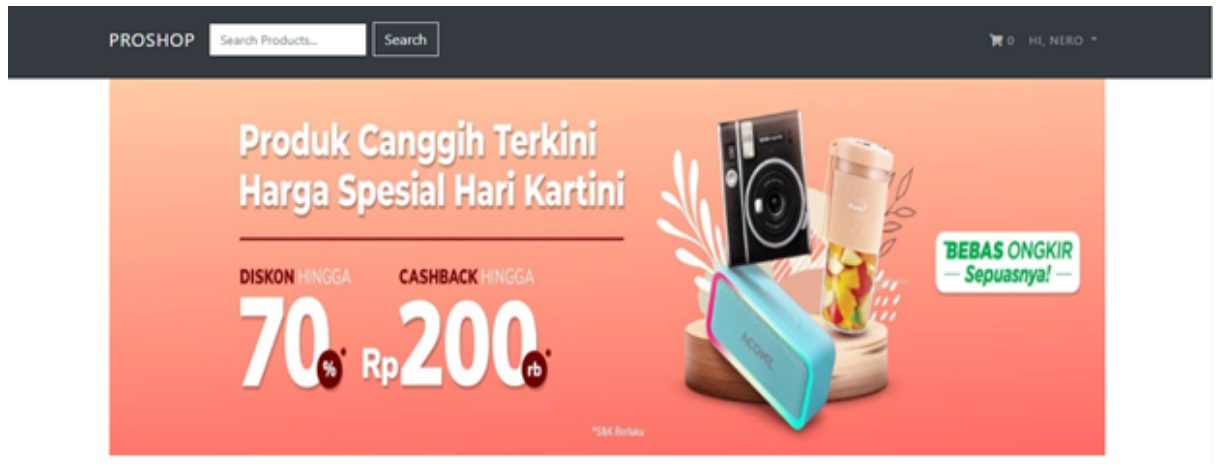 PROSHOP
Search Products...
Search
0
HI, NERO
Produk Canggih Terkini
Harga Spesial Hari Kartini
DISKON HINGGA
70%*
CASHBACK HINGGA
Rp200rb*
BEBAS ONGKIR
Sepuasnya!
ACOME
*S&K Berlaku